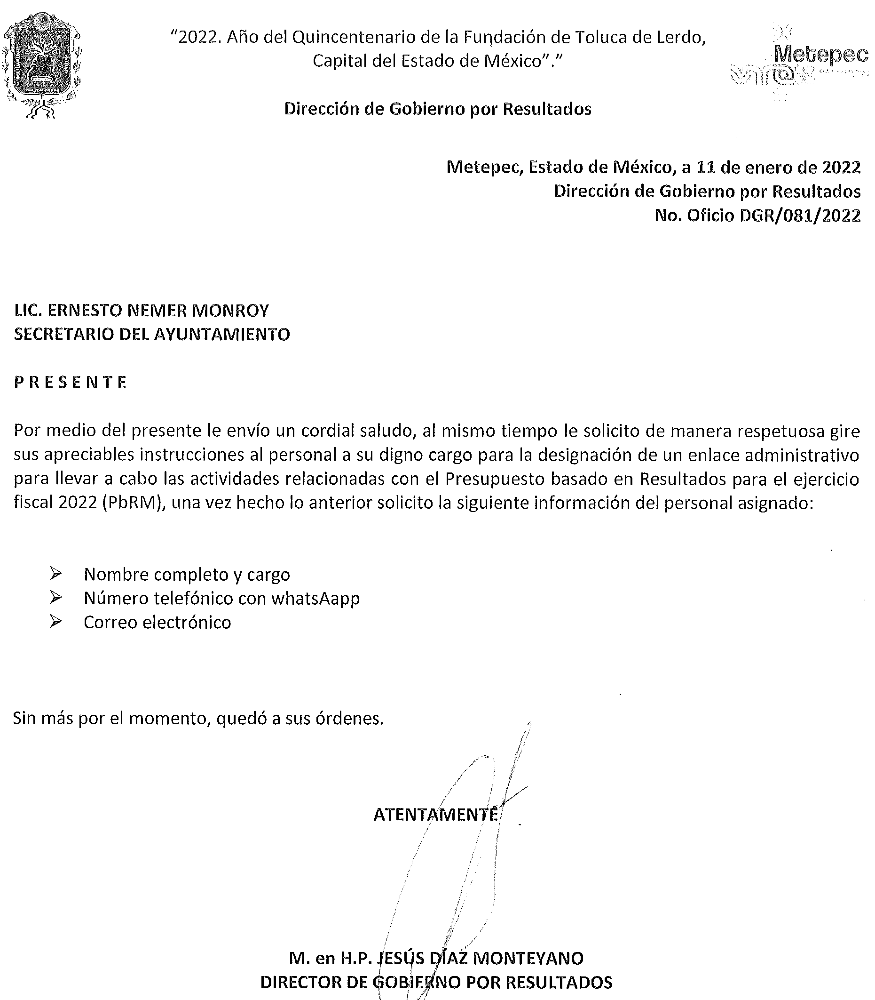 “2022. Año del Quincentenario de la Fundación de Toluca de Lerdo,
Capital del Estado de México”.”
Metepec
Dirección de Gobierno por Resultados
Metepec, Estado de México, a 11 de enero de 2022
Dirección de Gobierno por Resultados
No. Oficio DGR/081/2022
LIC. ERNESTO NEMER MONROY
SECRETARIO DEL AYUNTAMIENTO
P R E S E N T E
Por medio del presente le envío un cordial saludo, al mismo tiempo le solicito de manera respetuosa gire
sus apreciables instrucciones al personal a su digno cargo para la designación de un enlace administrativo
para llevar a cabo las actividades relacionadas con el Presupuesto basado en Resultados para el ejercicio
fiscal 2022 (PbRM), una vez hecho lo anterior solicito la siguiente información del personal asignado:
➢ Nombre completo y cargo
➢ Número telefónico con whatsAapp
➢ Correo electrónico
Sin más por el momento, quedó a sus órdenes.
ATENTAMENTE
M. en H.P. JESÚS DÍAZ MONTEYANO
DIRECTOR DE GOBIERNO POR RESULTADOS